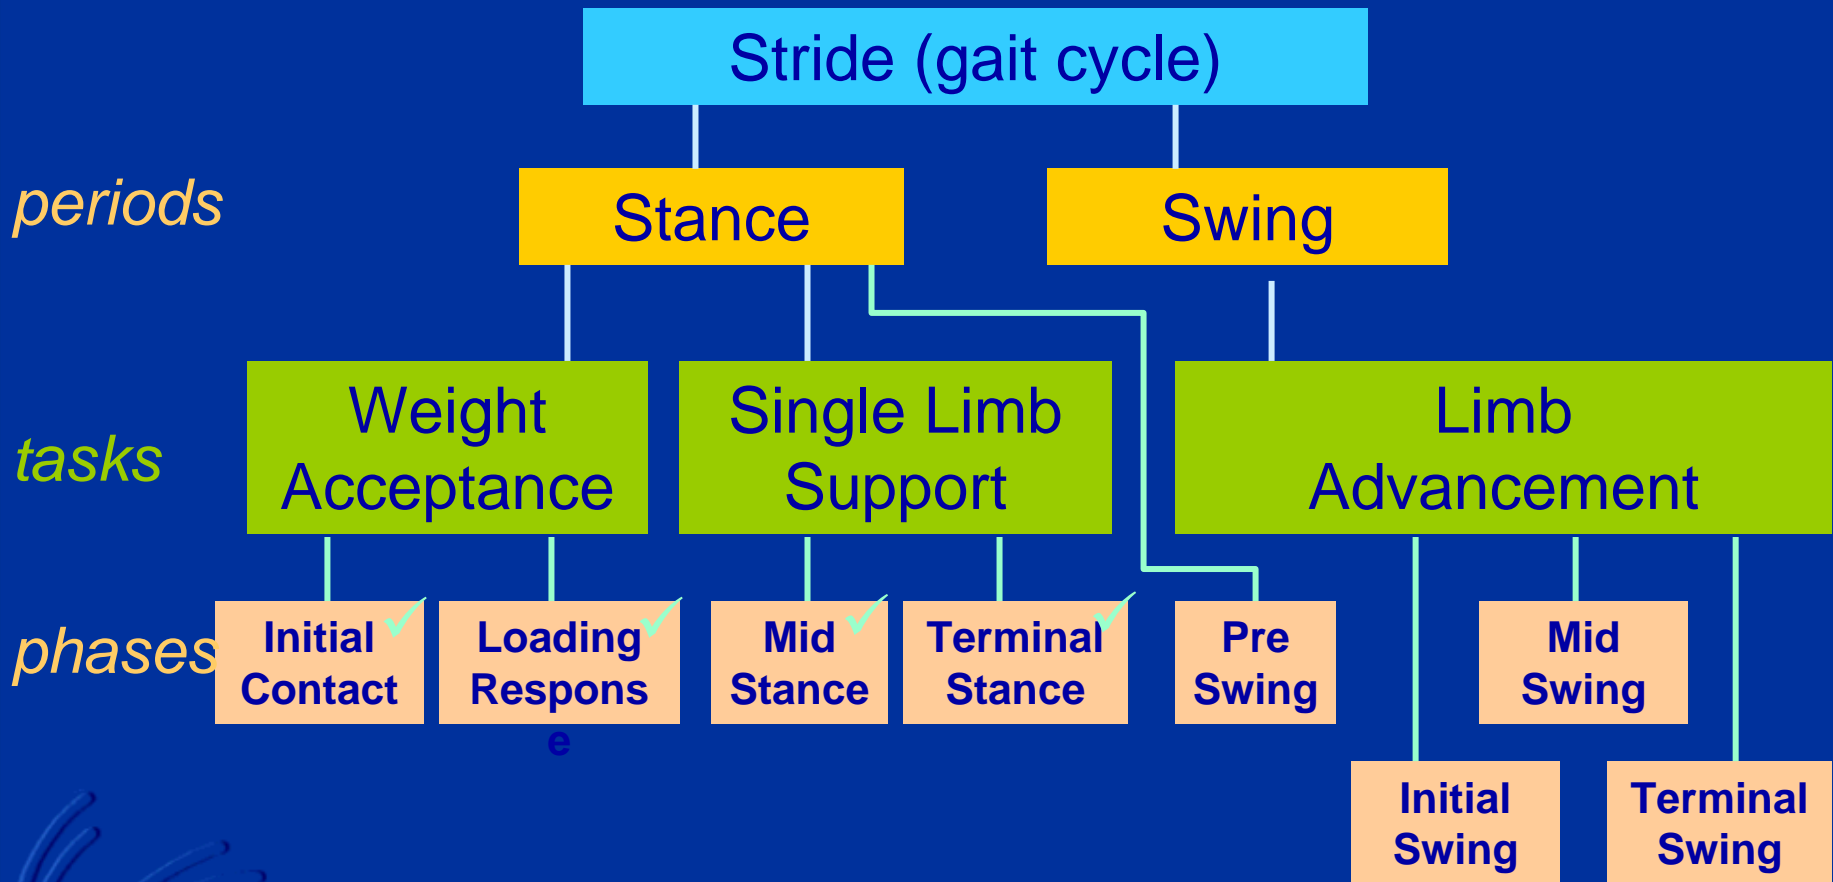 Stride (gait cycle)
periods
Stance
Swing
tasks
Weight
Acceptance
Single Limb
Support
Limb
Advancement
phases
Initial
Contact
Loading
Respons
e
Mid
Stance
Terminal
Stance
Pre
Swing
Mid
Swing
Initial
Swing
Terminal
Swing